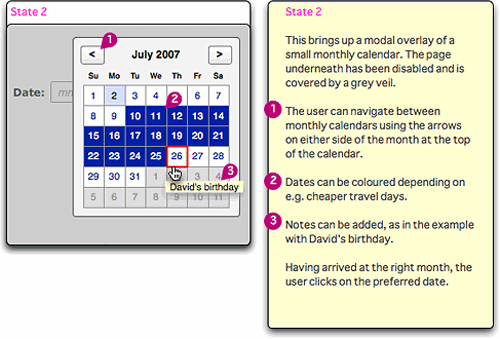 State 2
1
< July 2007 >
Su Mo Tu We Th Fr Sa
Date:
1 2 3 4 5 6 7
2
8 9 10 11 12 13 14
15 16 17 18 19 20 21
22 23 24 25 26 27 28
3
29 30 31 1 2 3 4
David's birthday
5 6 7 8 9 10 11
State 2
This brings up a modal overlay of a
small monthly calendar. The page
underneath has been disabled and is
covered by a grey veil.
1 The user can navigate between
monthly calendars using the arrows
on either side of the month at the top
of the calendar.
2 Dates can be coloured depending on
e.g. cheaper travel days.
3 Notes can be added, as in the example
with David's birthday.
Having arrived at the right month, the
user clicks on the preferred date.